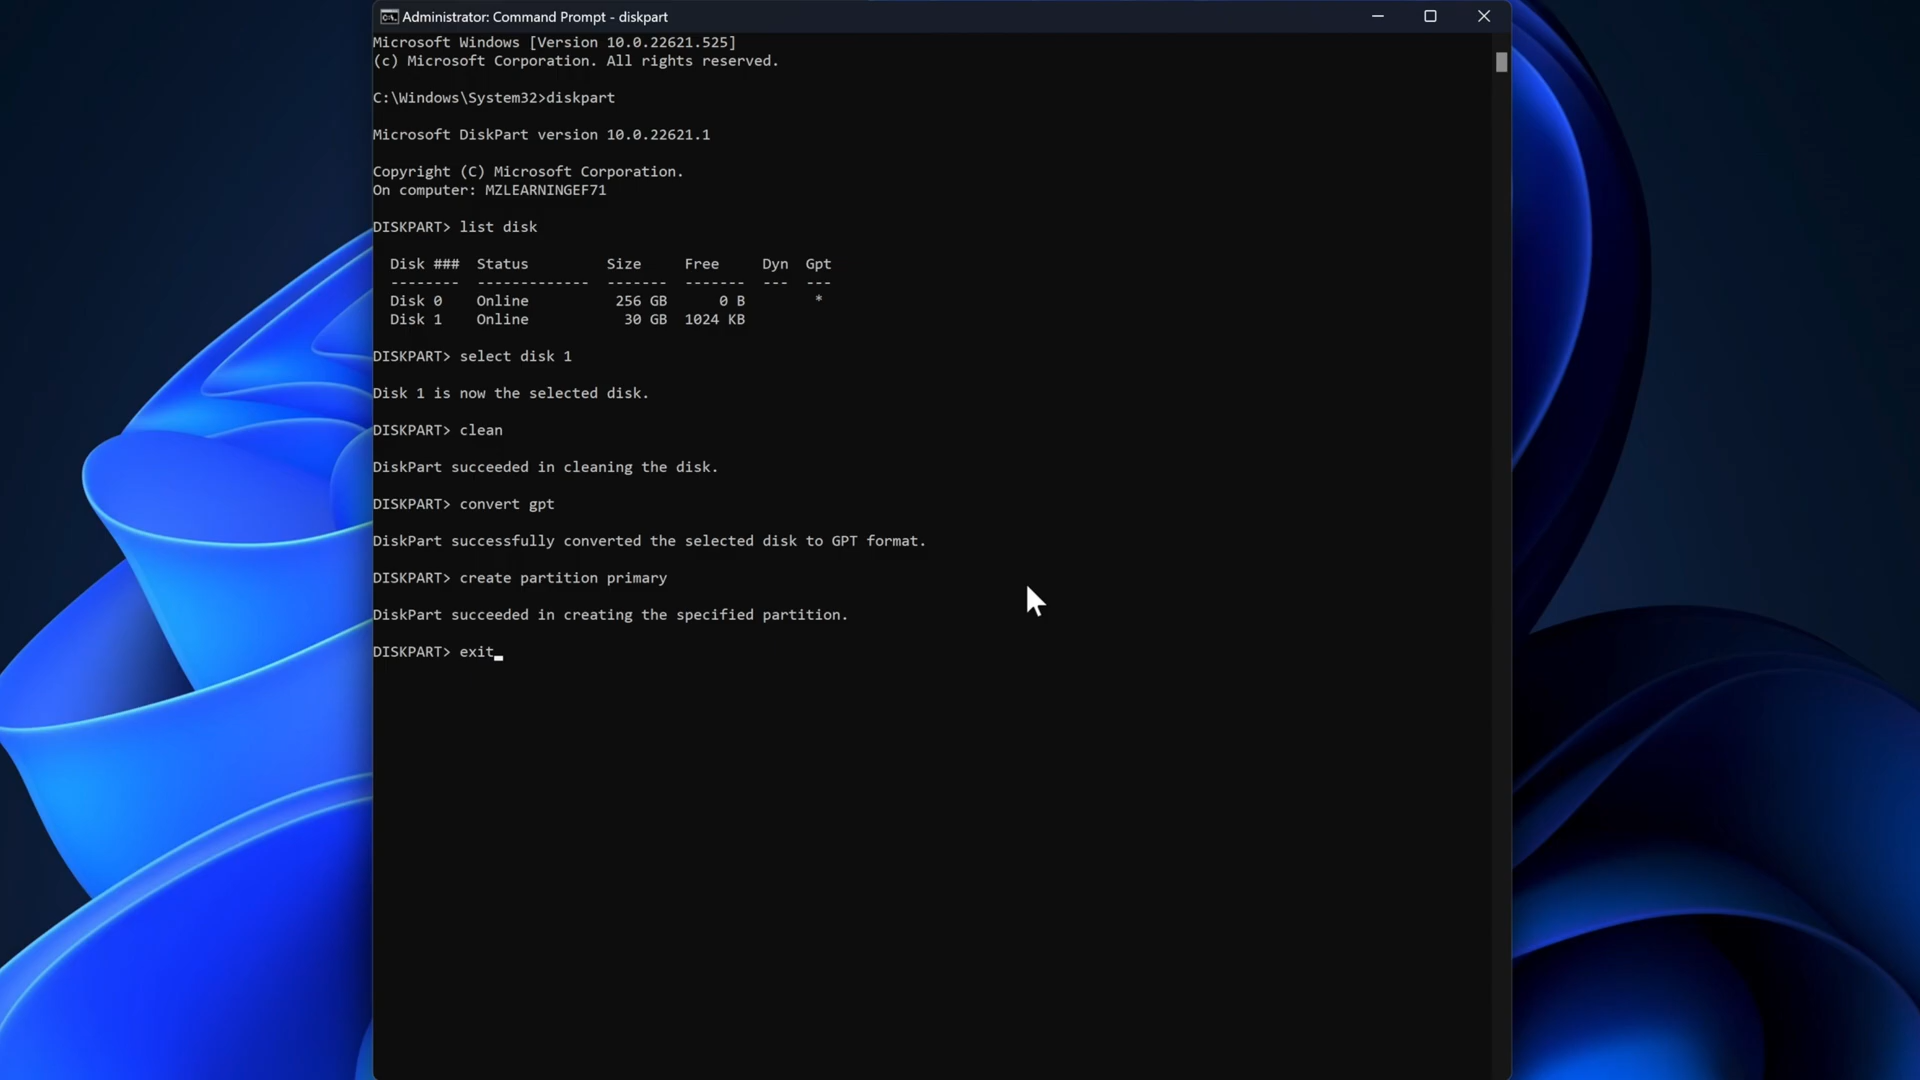 Administrator: Command Prompt - diskpart
Microsoft Windows [Version 10.0.22621.525]
(c) Microsoft Corporation. All rights reserved.
C:\Windows\System32>diskpart
Microsoft DiskPart version 10.0.22621.1
Copyright (C) Microsoft Corporation.
On computer: MZLEARNINGEF71
DISKPART> list disk
Disk ###  Status         Size     Free     Dyn  Gpt
--------  -------------  -------  -------  ---  ---
Disk 0    Online          256 GB      0 B        *
Disk 1    Online           30 GB  1024 KB
DISKPART> select disk 1
Disk 1 is now the selected disk.
DISKPART> clean
DiskPart succeeded in cleaning the disk.
DISKPART> convert gpt
DiskPart successfully converted the selected disk to GPT format.
DISKPART> create partition primary
DiskPart succeeded in creating the specified partition.
DISKPART> exit